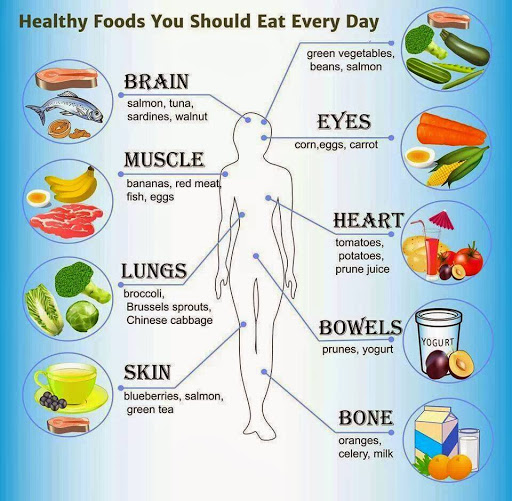 Healthy Foods You Should Eat Every Day
green vegetables,
beans, salmon
BRAIN
salmon, tuna,
sardines, walnut
EYES
corn,eggs, carrot
MUSCLE
bananas, red meat,
fish, eggs
HEART
tomatoes,
potatoes,
prune juice
LUNGS
broccoli,
Brussels sprouts,
Chinese cabbage
BOWELS
prunes, yogurt
YOGURT
SKIN
blueberries, salmon,
green tea
BONE
oranges,
celery, milk